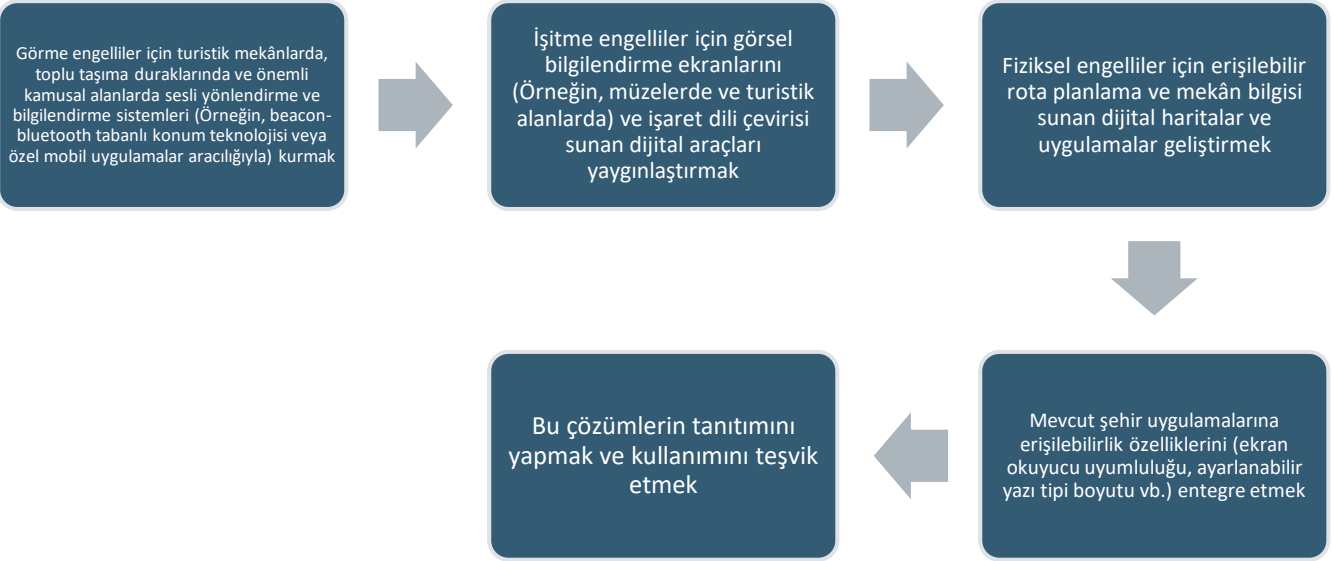 Görme engelliler için turistik mekânlarda,
toplu taşıma duraklarında ve önemli
kamusal alanlarda sesli yönlendirme ve
bilgilendirme sistemleri (Örneğin, beacon-
bluetooth tabanlı konum teknolojisi veya
özel mobil uygulamalar aracılığıyla) kurmak
İşitme engelliler için görsel
bilgilendirme ekranlarını
(Örneğin, müzelerde ve turistik
alanlarda) ve işaret dili çevirisi
sunan dijital araçları
yaygınlaştırmak
Fiziksel engelliler için erişilebilir
rota planlama ve mekân bilgisi
sunan dijital haritalar ve
uygulamalar geliştirmek
Mevcut şehir uygulamalarına
erişilebilirlik özelliklerini (ekran
okuyucu uyumluluğu, ayarlanabilir
yazı tipi boyutu vb.) entegre etmek
Bu çözümlerin tanıtımını
yapmak ve kullanımını teşvik
etmek